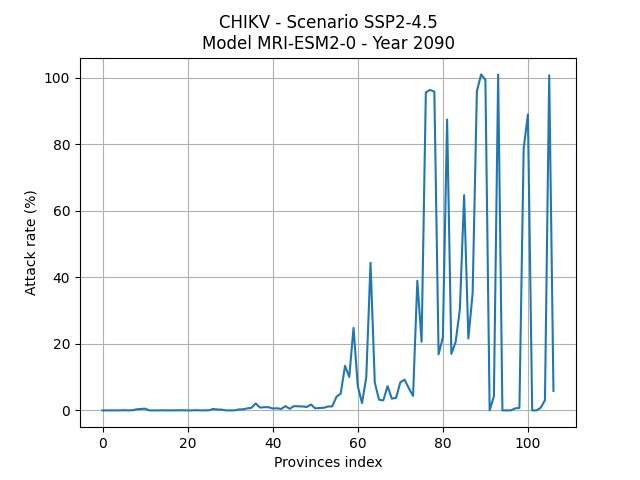 CHIKV - Scenario SSP2-4.5
Model MRI-ESM2-0 - Year 2090
100
80
60
40
20
0
Attack rate (%)
0 20 40 60 80 100
Provinces index